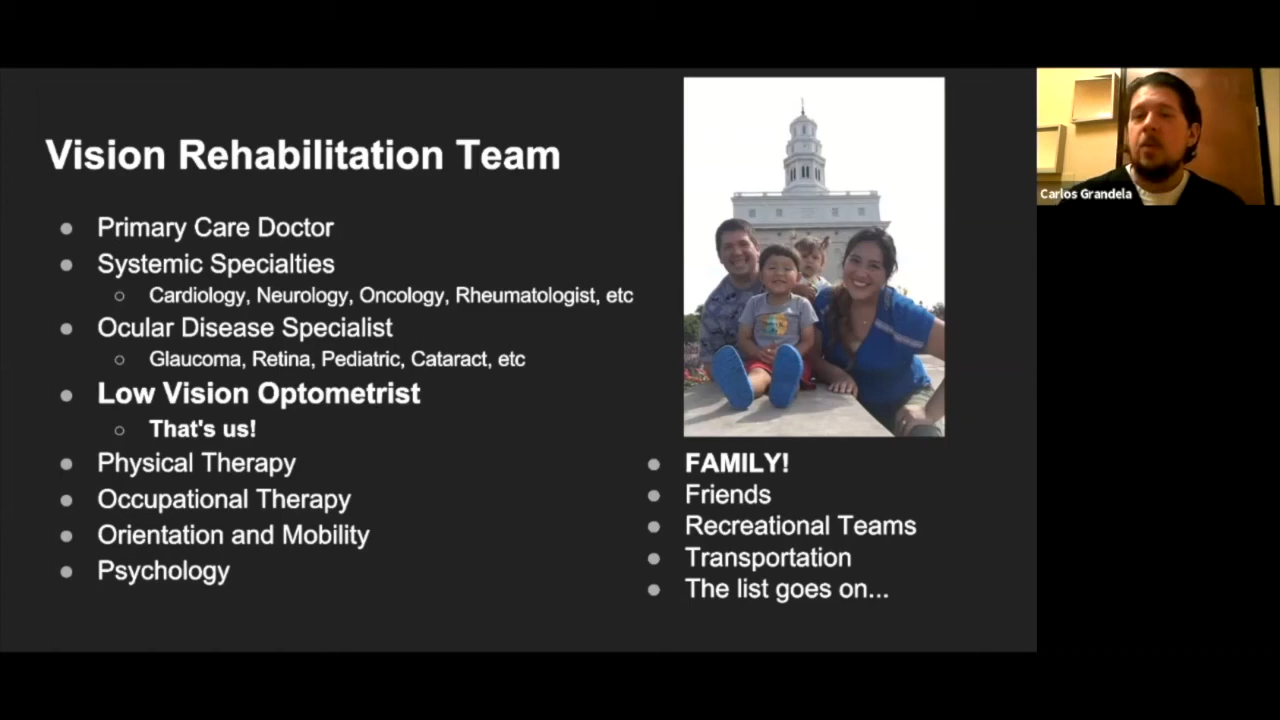 Vision Rehabilitation Team
● Primary Care Doctor
● Systemic Specialties
○ Cardiology, Neurology, Oncology, Rheumatologist, etc
● Ocular Disease Specialist
○ Glaucoma, Retina, Pediatric, Cataract, etc
● Low Vision Optometrist
○ That's us!
● Physical Therapy
● Occupational Therapy
● Orientation and Mobility
● Psychology
● FAMILY!
● Friends
● Recreational Teams
● Transportation
● The list goes on...
Carlos Grandela